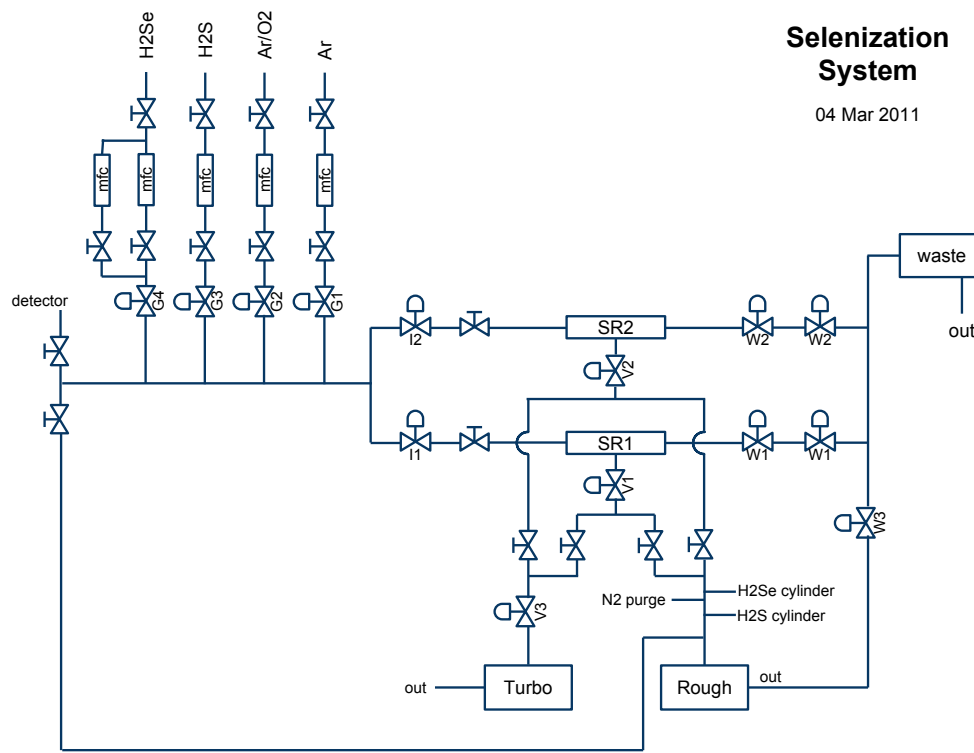 Selenization
System
04 Mar 2011
H2Se
H2S
Ar/O2
Ar
mfc
mfc
mfc
mfc
mfc
G4
G3
G2
G1
detector
waste
out
I2
SR2
W2
W2
V2
I1
SR1
W1
W1
V1
W3
V3
H2Se cylinder
N2 purge
H2S cylinder
out
Turbo
Rough
out